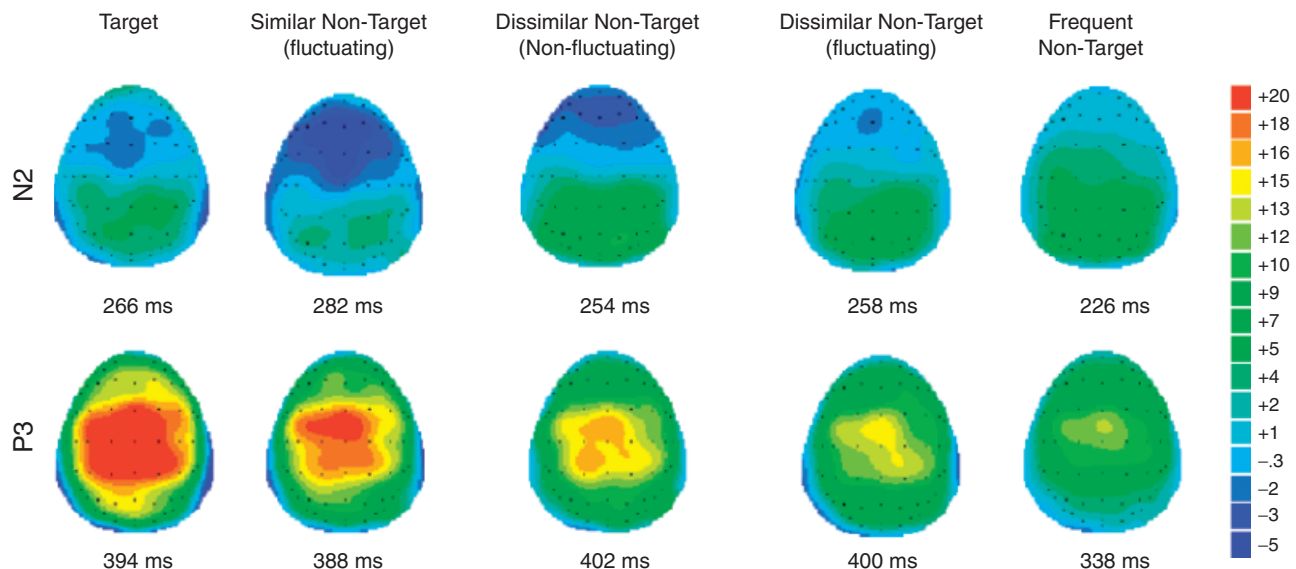 Target
Similar Non-Target
(fluctuating)
Dissimilar Non-Target
(Non-fluctuating)
Dissimilar Non-Target
(fluctuating)
Frequent
Non-Target
N2
266 ms
282 ms
254 ms
258 ms
226 ms
P3
394 ms
388 ms
402 ms
400 ms
338 ms
+20
+18
+16
+15
+13
+12
+10
+9
+7
+5
+4
+2
+1
−.3
−2
−3
−5